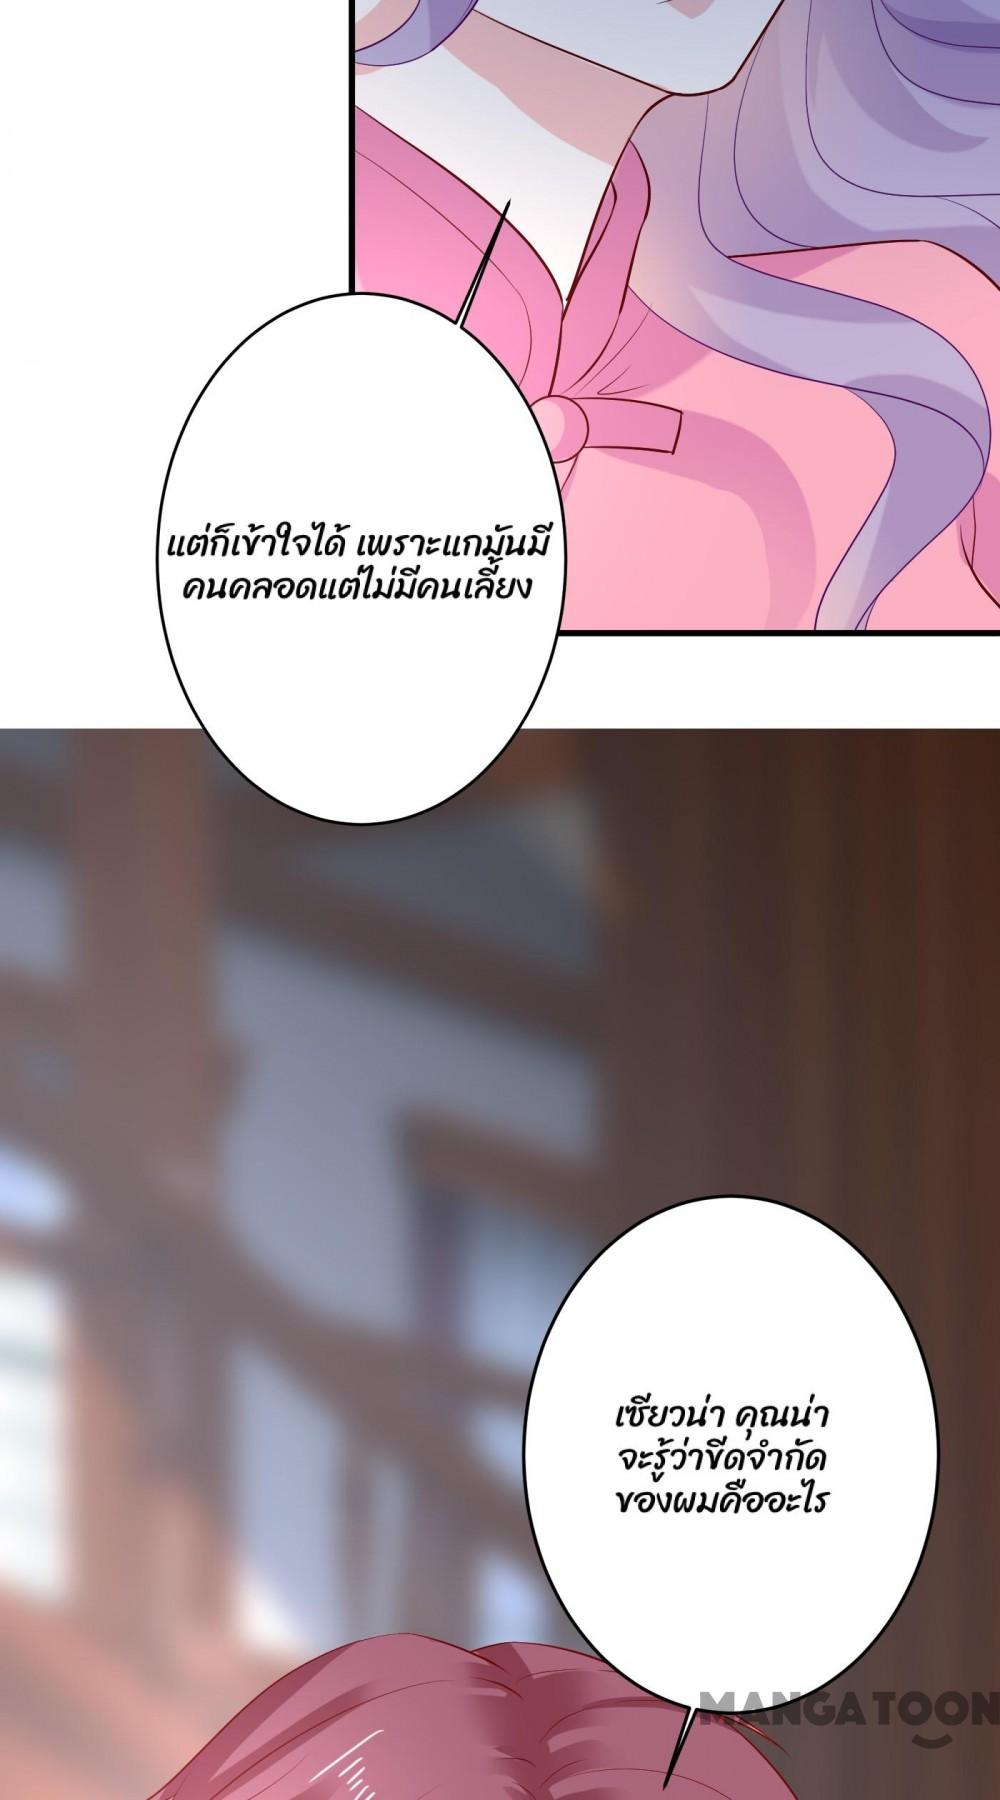 แต่ก็เข้าใจได้ เพราะแกมันมี
คนคลอดแต่ไม่มีคนเลี้ยง
เซียวน่า คุณน่า
จะรู้ว่าขีดจำกัด
ของผมคืออะไร
MANGATOON